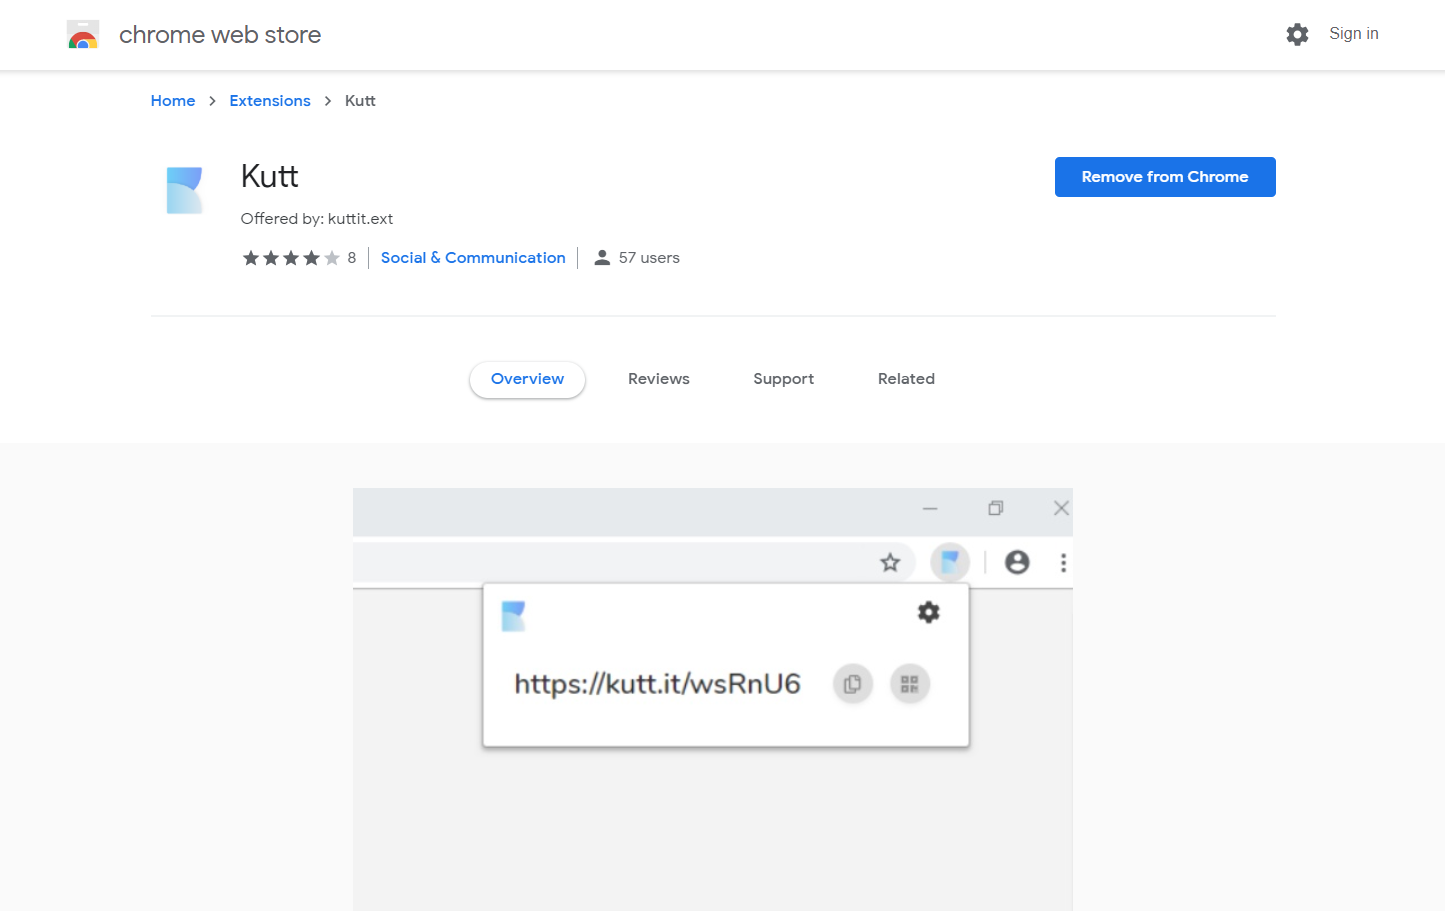 chrome web store
Sign in
Home > Extensions > Kutt
Kutt
Remove from Chrome
Offered by: kuttit.ext
8 Social & Communication 57 users
Overview Reviews Support Related
https://kutt.it/wsRnU6